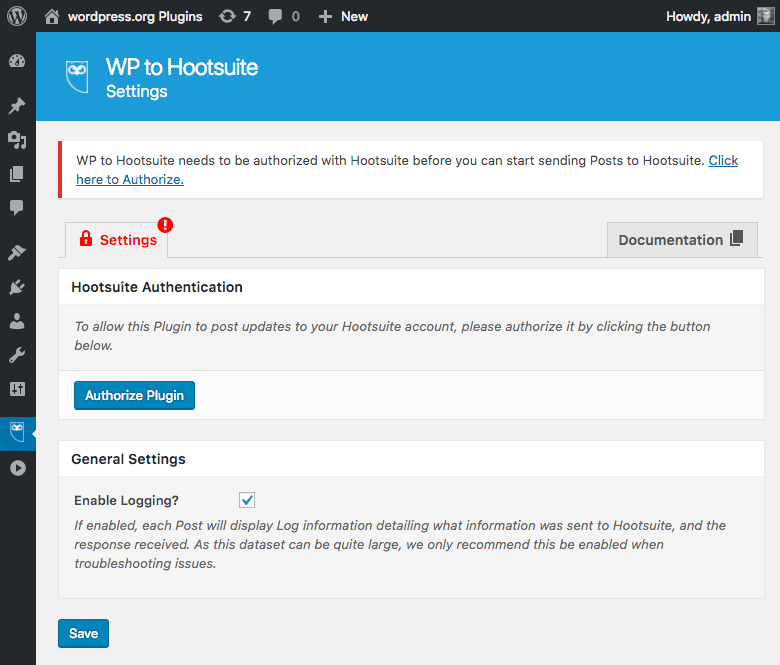 wordpress.org Plugins 7 0 New Howdy, admin
WP to Hootsuite
Settings
WP to Hootsuite needs to be authorized with Hootsuite before you can start sending Posts to Hootsuite. Click
here to Authorize.
Settings ! Documentation
Hootsuite Authentication
To allow this Plugin to post updates to your Hootsuite account, please authorize it by clicking the button
below.
Authorize Plugin
General Settings
Enable Logging?
If enabled, each Post will display Log information detailing what information was sent to Hootsuite, and the
response received. As this dataset can be quite large, we only recommend this be enabled when
troubleshooting issues.
Save